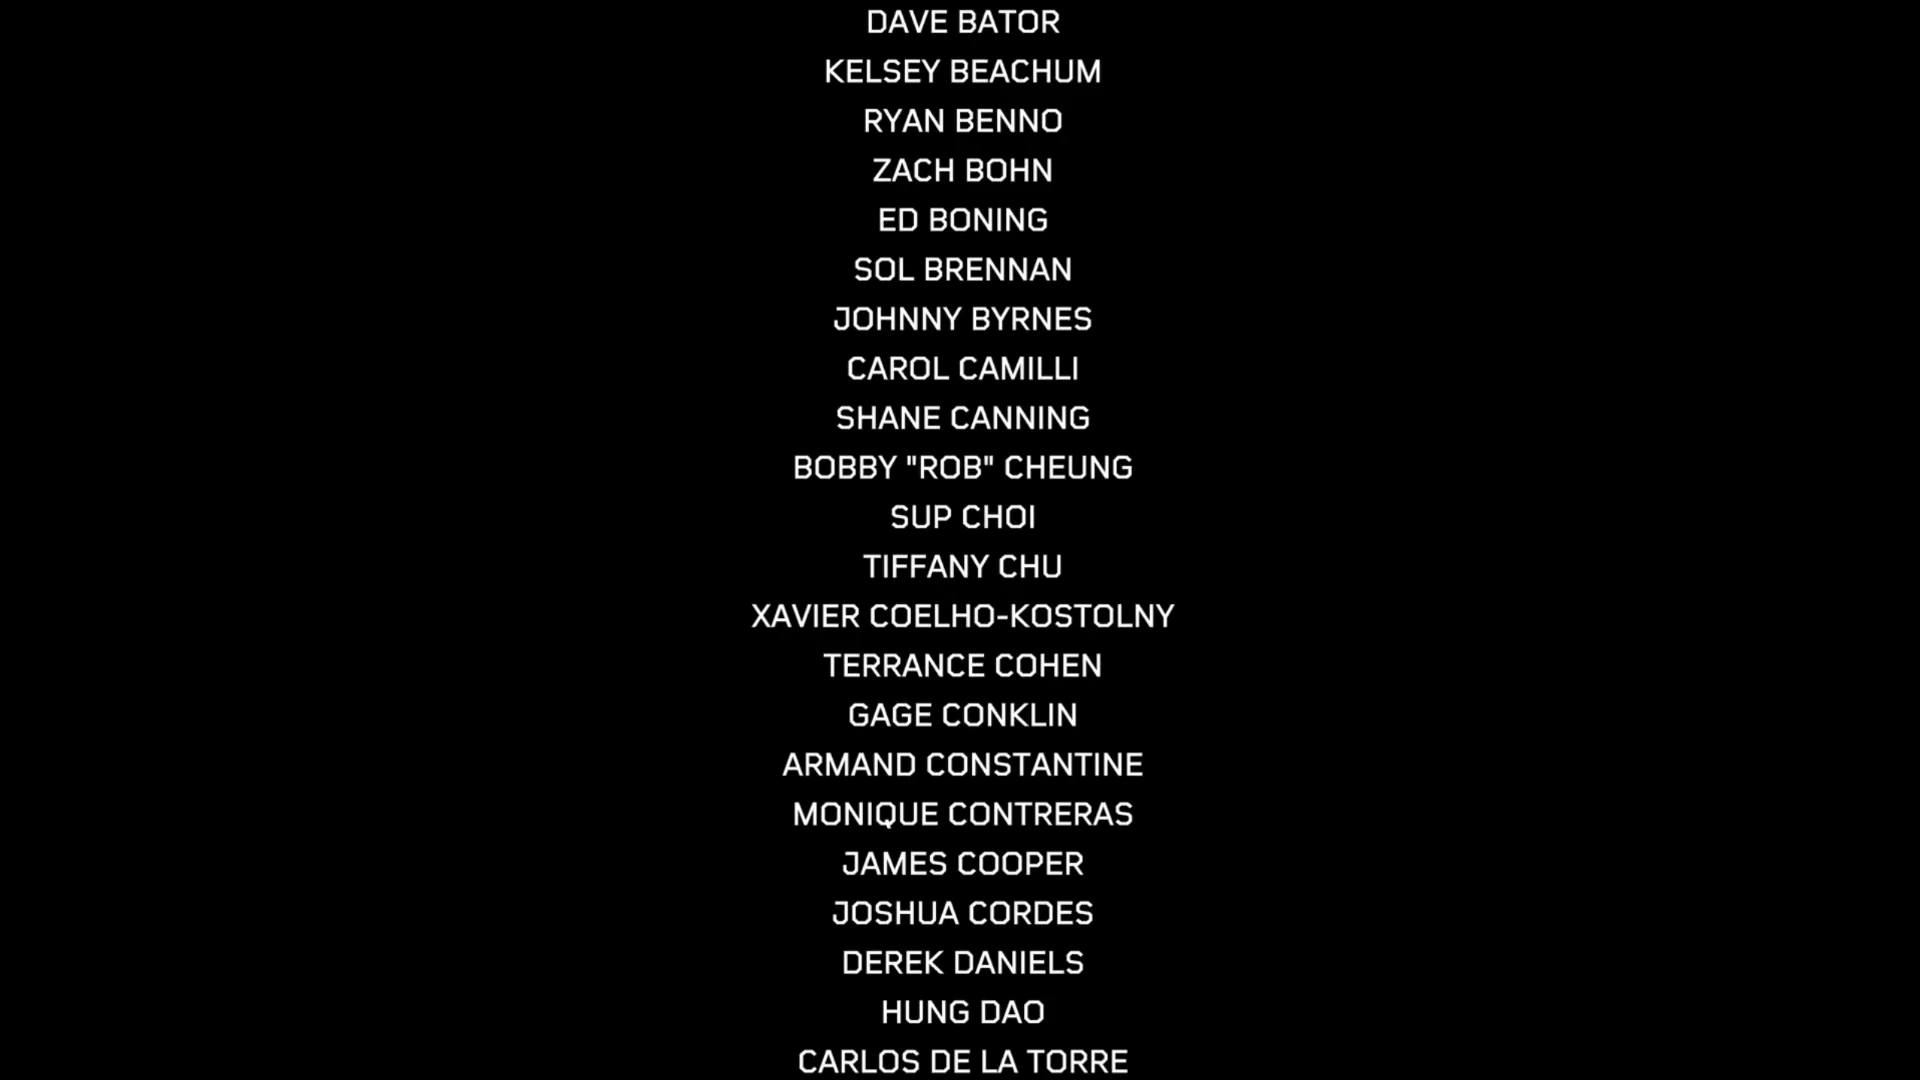 DAVE BATOR
KELSEY BEACHUM
RYAN BENNO
ZACH BOHN
ED BONING
SOL BRENNAN
JOHNNY BYRNES
CAROL CAMILLI
SHANE CANNING
BOBBY "ROB" CHEUNG
SUP CHOI
TIFFANY CHU
XAVIER COELHO-KOSTOLNY
TERRANCE COHEN
GAGE CONKLIN
ARMAND CONSTANTINE
MONIQUE CONTRERAS
JAMES COOPER
JOSHUA CORDES
DEREK DANIELS
HUNG DAO
CARLOS DE LA TORRE